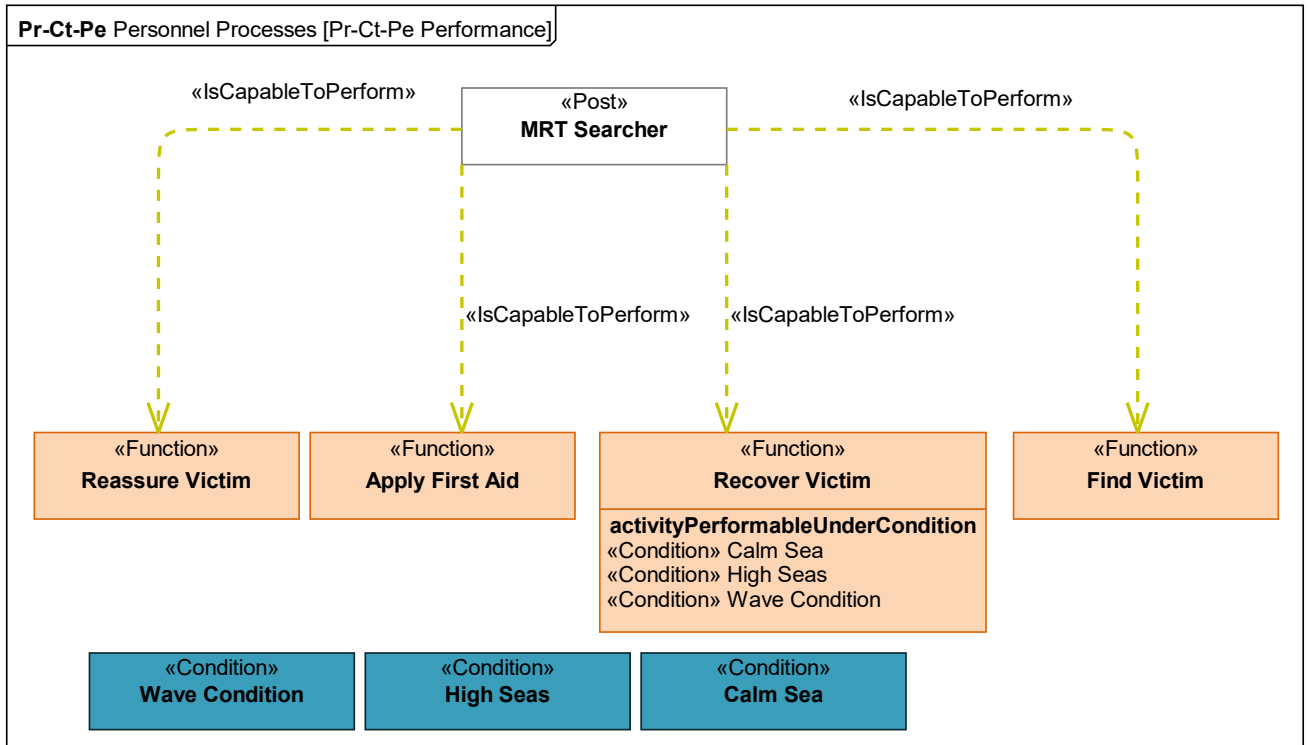 Pr-Ct-Pe Personnel Processes [Pr-Ct-Pe Performance]
«IsCapableToPerform»
«Post»
MRT Searcher
«IsCapableToPerform»
«IsCapableToPerform»
«IsCapableToPerform»
«Function»
Reassure Victim
«Function»
Apply First Aid
«Function»
Recover Victim
activityPerformableUnderCondition
«Condition» Calm Sea
«Condition» High Seas
«Condition» Wave Condition
«Function»
Find Victim
«Condition»
Wave Condition
«Condition»
High Seas
«Condition»
Calm Sea